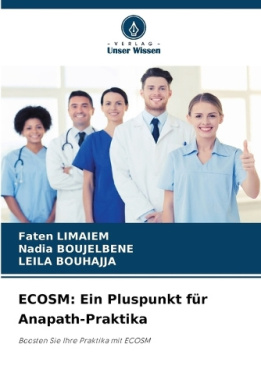 VERLAG
Unser Wissen
Faten LIMAIEM
Nadia BOUJELBENE
LEILA BOUHAJJA
ECOSM: Ein Pluspunkt für
Anapath-Praktika
Boosten Sie Ihre Praktika mit ECOSM